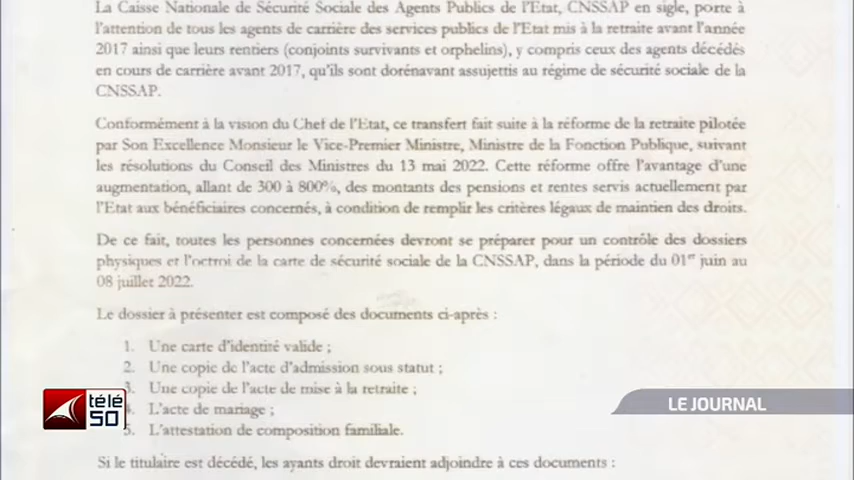 La Caisse Nationale de Sécurité Sociale des Agents Publics de l'Etat, CNSSAP en sigle, porte à
l'attention de tous les agents de carrière des services publics de l'Etat mis à la retraite avant l'année
2017 ainsi que leurs rentiers (conjoints survivants et orphelins), y compris ceux des agents décédés
en cours de carrière avant 2017, qu'ils sont dorénavant assujettis au régime de sécurité sociale de la
CNSSAP.
Conformément à la vision du Chef de l'Etat, ce transfert fait suite à la réforme de la retraite pilotée
par Son Excellence Monsieur le Vice-Premier Ministre, Ministre de la Fonction Publique, suivant
les résolutions du Conseil des Ministres du 13 mai 2022. Cette réforme offre l'avantage d'une
augmentation, allant de 300 à 800%, des montants des pensions et rentes servis actuellement par
l'Etat aux bénéficiaires concernés, à condition de remplir les critères légaux de maintien des droits.
De ce fait, toutes les personnes concernées devront se préparer pour un contrôle des dossiers
physiques et l'octroi de la carte de sécurité sociale de la CNSSAP, dans la période du 01er juin au
08 juillet 2022.
Le dossier à présenter est composé des documents ci-après :
1. Une carte d'identité valide ;
2. Une copie de l'acte d'admission sous statut ;
3. Une copie de l'acte de mise à la retraite ;
4. L'acte de mariage ;
5. L'attestation de composition familiale.
Si le titulaire est décédé, les ayants droit devraient adjoindre à ces documents :
télé
50
LE JOURNAL